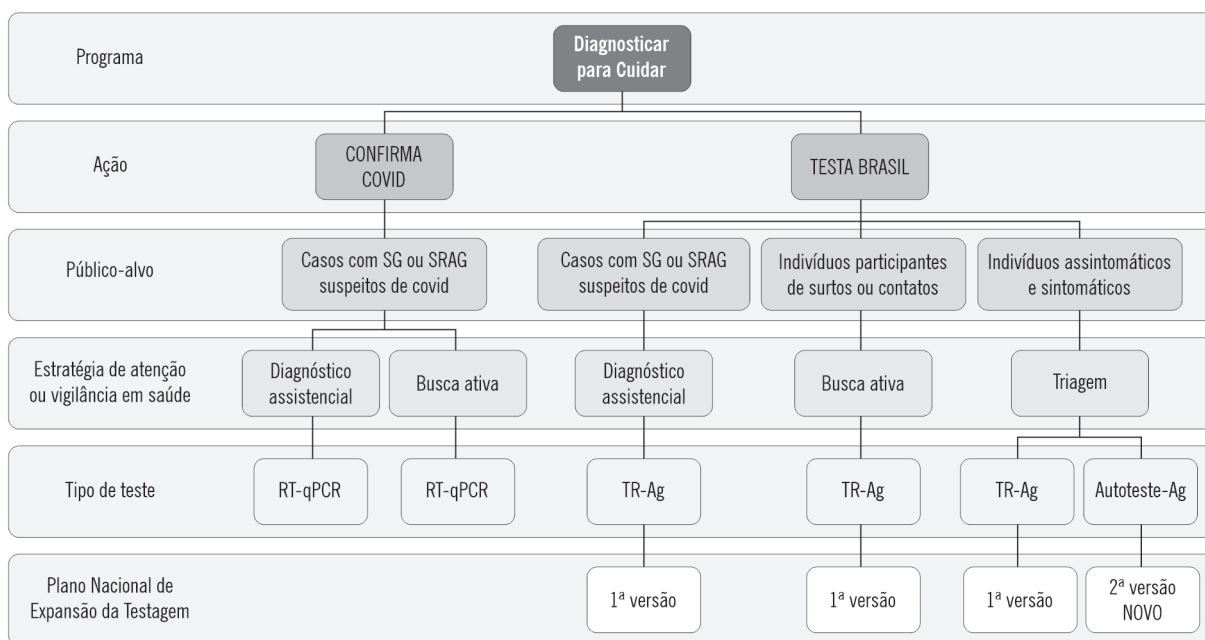 Programa
Diagnosticar
para Cuidar
Ação
CONFIRMA
COVID
TESTA BRASIL
Público-alvo
Casos com SG ou SRAG
suspeitos de covid
Casos com SG ou SRAG
suspeitos de covid
Indivíduos participantes
de surtos ou contatos
Indivíduos assintomáticos
e sintomáticos
Estratégia de atenção
ou vigilância em saúde
Diagnóstico
assistencial
Busca ativa
Diagnóstico
assistencial
Busca ativa
Triagem
Tipo de teste
RT-qPCR
RT-qPCR
TR-Ag
TR-Ag
TR-Ag
Autoteste-Ag
Plano Nacional de
Expansão da Testagem
1ª versão
1ª versão
1ª versão
2ª versão
NOVO